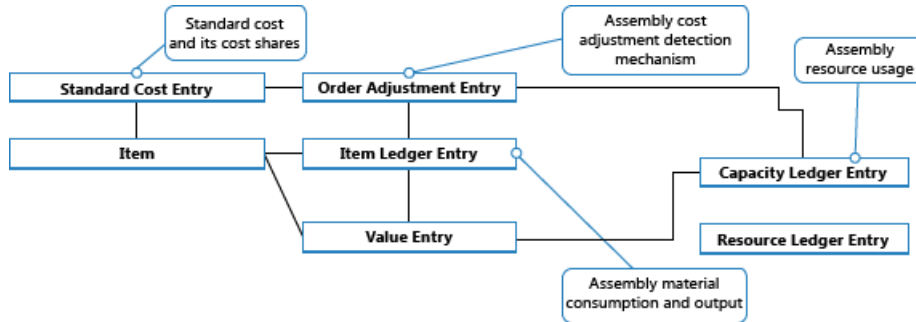 Standard cost
and its cost shares
Assembly cost
adjustment detection
mechanism
Assembly
resource usage
Standard Cost Entry
Order Adjustment Entry
Item
Item Ledger Entry
Capacity Ledger Entry
Value Entry
Resource Ledger Entry
Assembly material
consumption and output